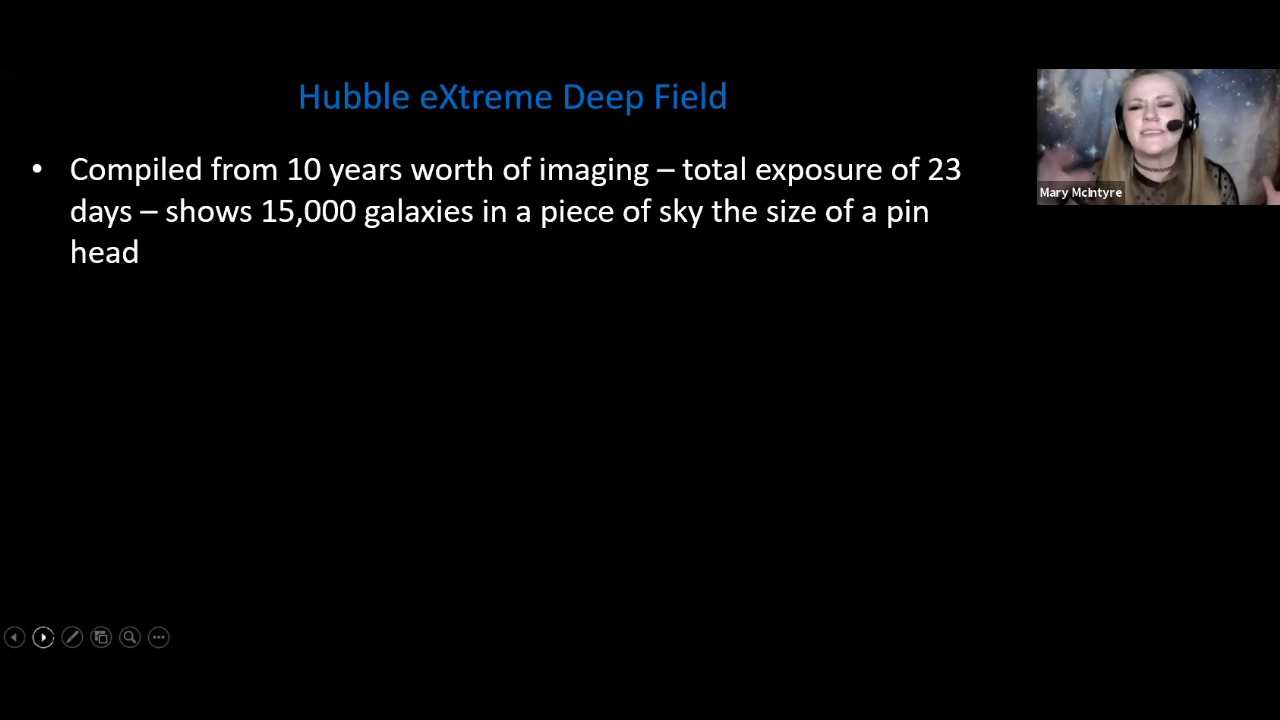 Hubble eXtreme Deep Field
• Compiled from 10 years worth of imaging – total exposure of 23
days – shows 15,000 galaxies in a piece of sky the size of a pin
head
Mary McIntyre